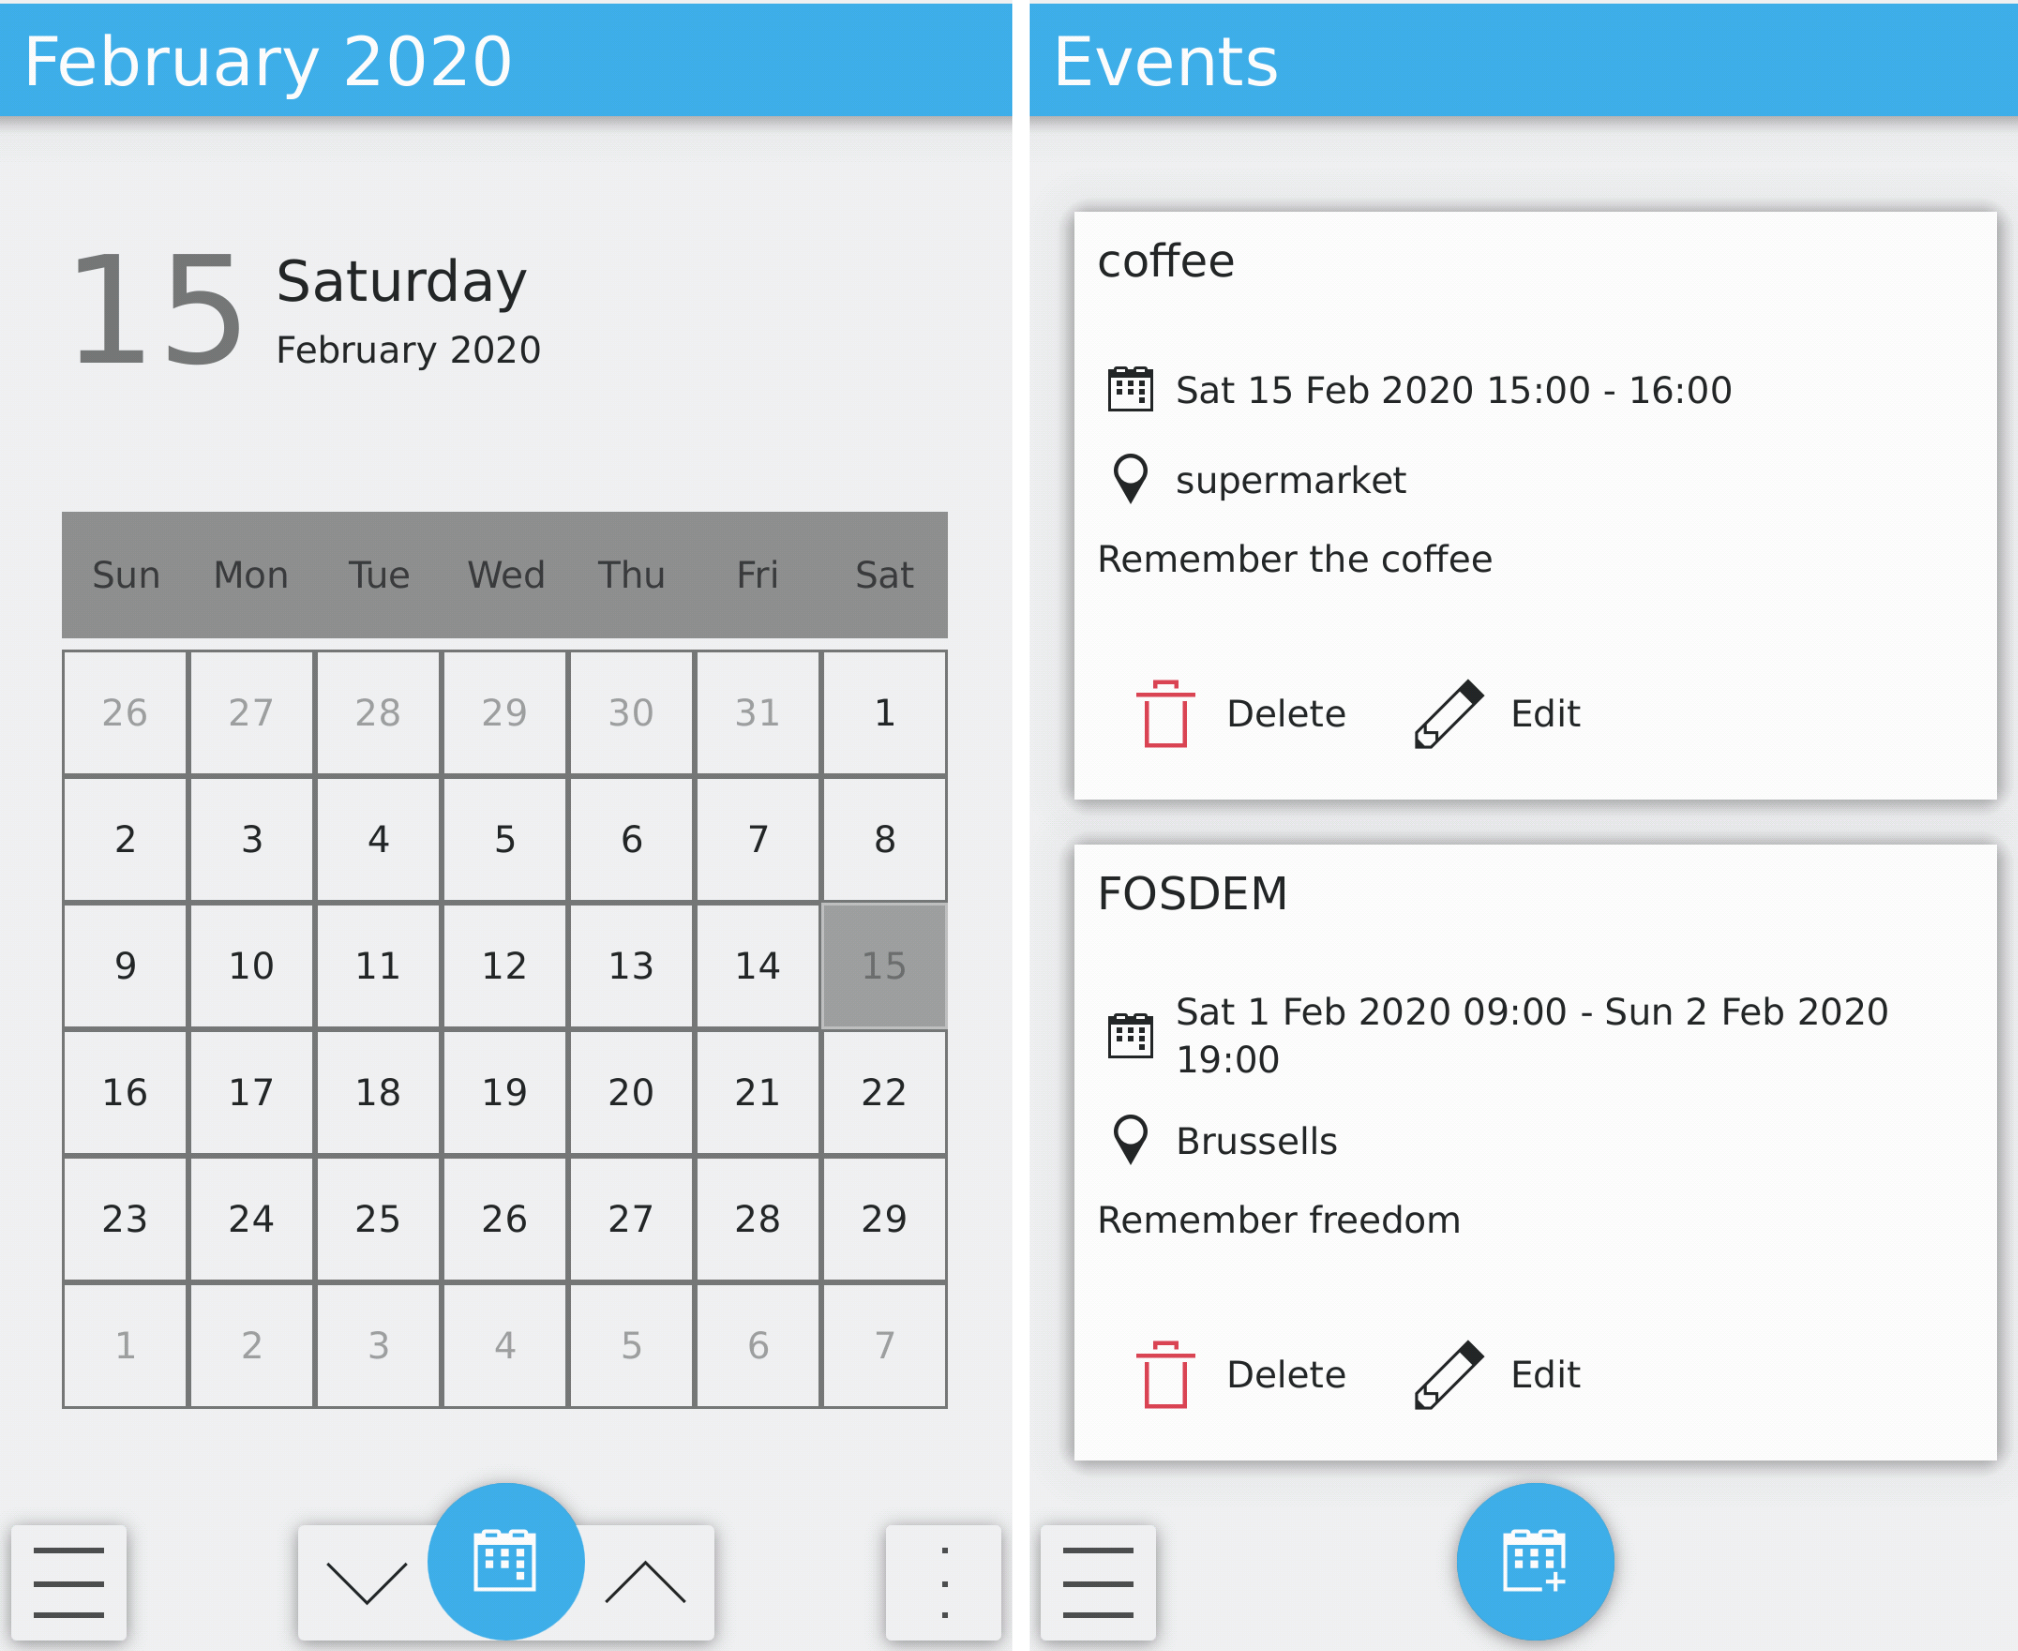 February 2020
15
Saturday
February 2020
Sun Mon Tue Wed Thu Fri Sat
26 27 28 29 30 31 1
2 3 4 5 6 7 8
9 10 11 12 13 14 15
16 17 18 19 20 21 22
23 24 25 26 27 28 29
1 2 3 4 5 6 7
Events
coffee
Sat 15 Feb 2020 15:00 - 16:00
supermarket
Remember the coffee
Delete Edit
FOSDEM
Sat 1 Feb 2020 09:00 - Sun 2 Feb 2020
19:00
Brussells
Remember freedom
Delete Edit